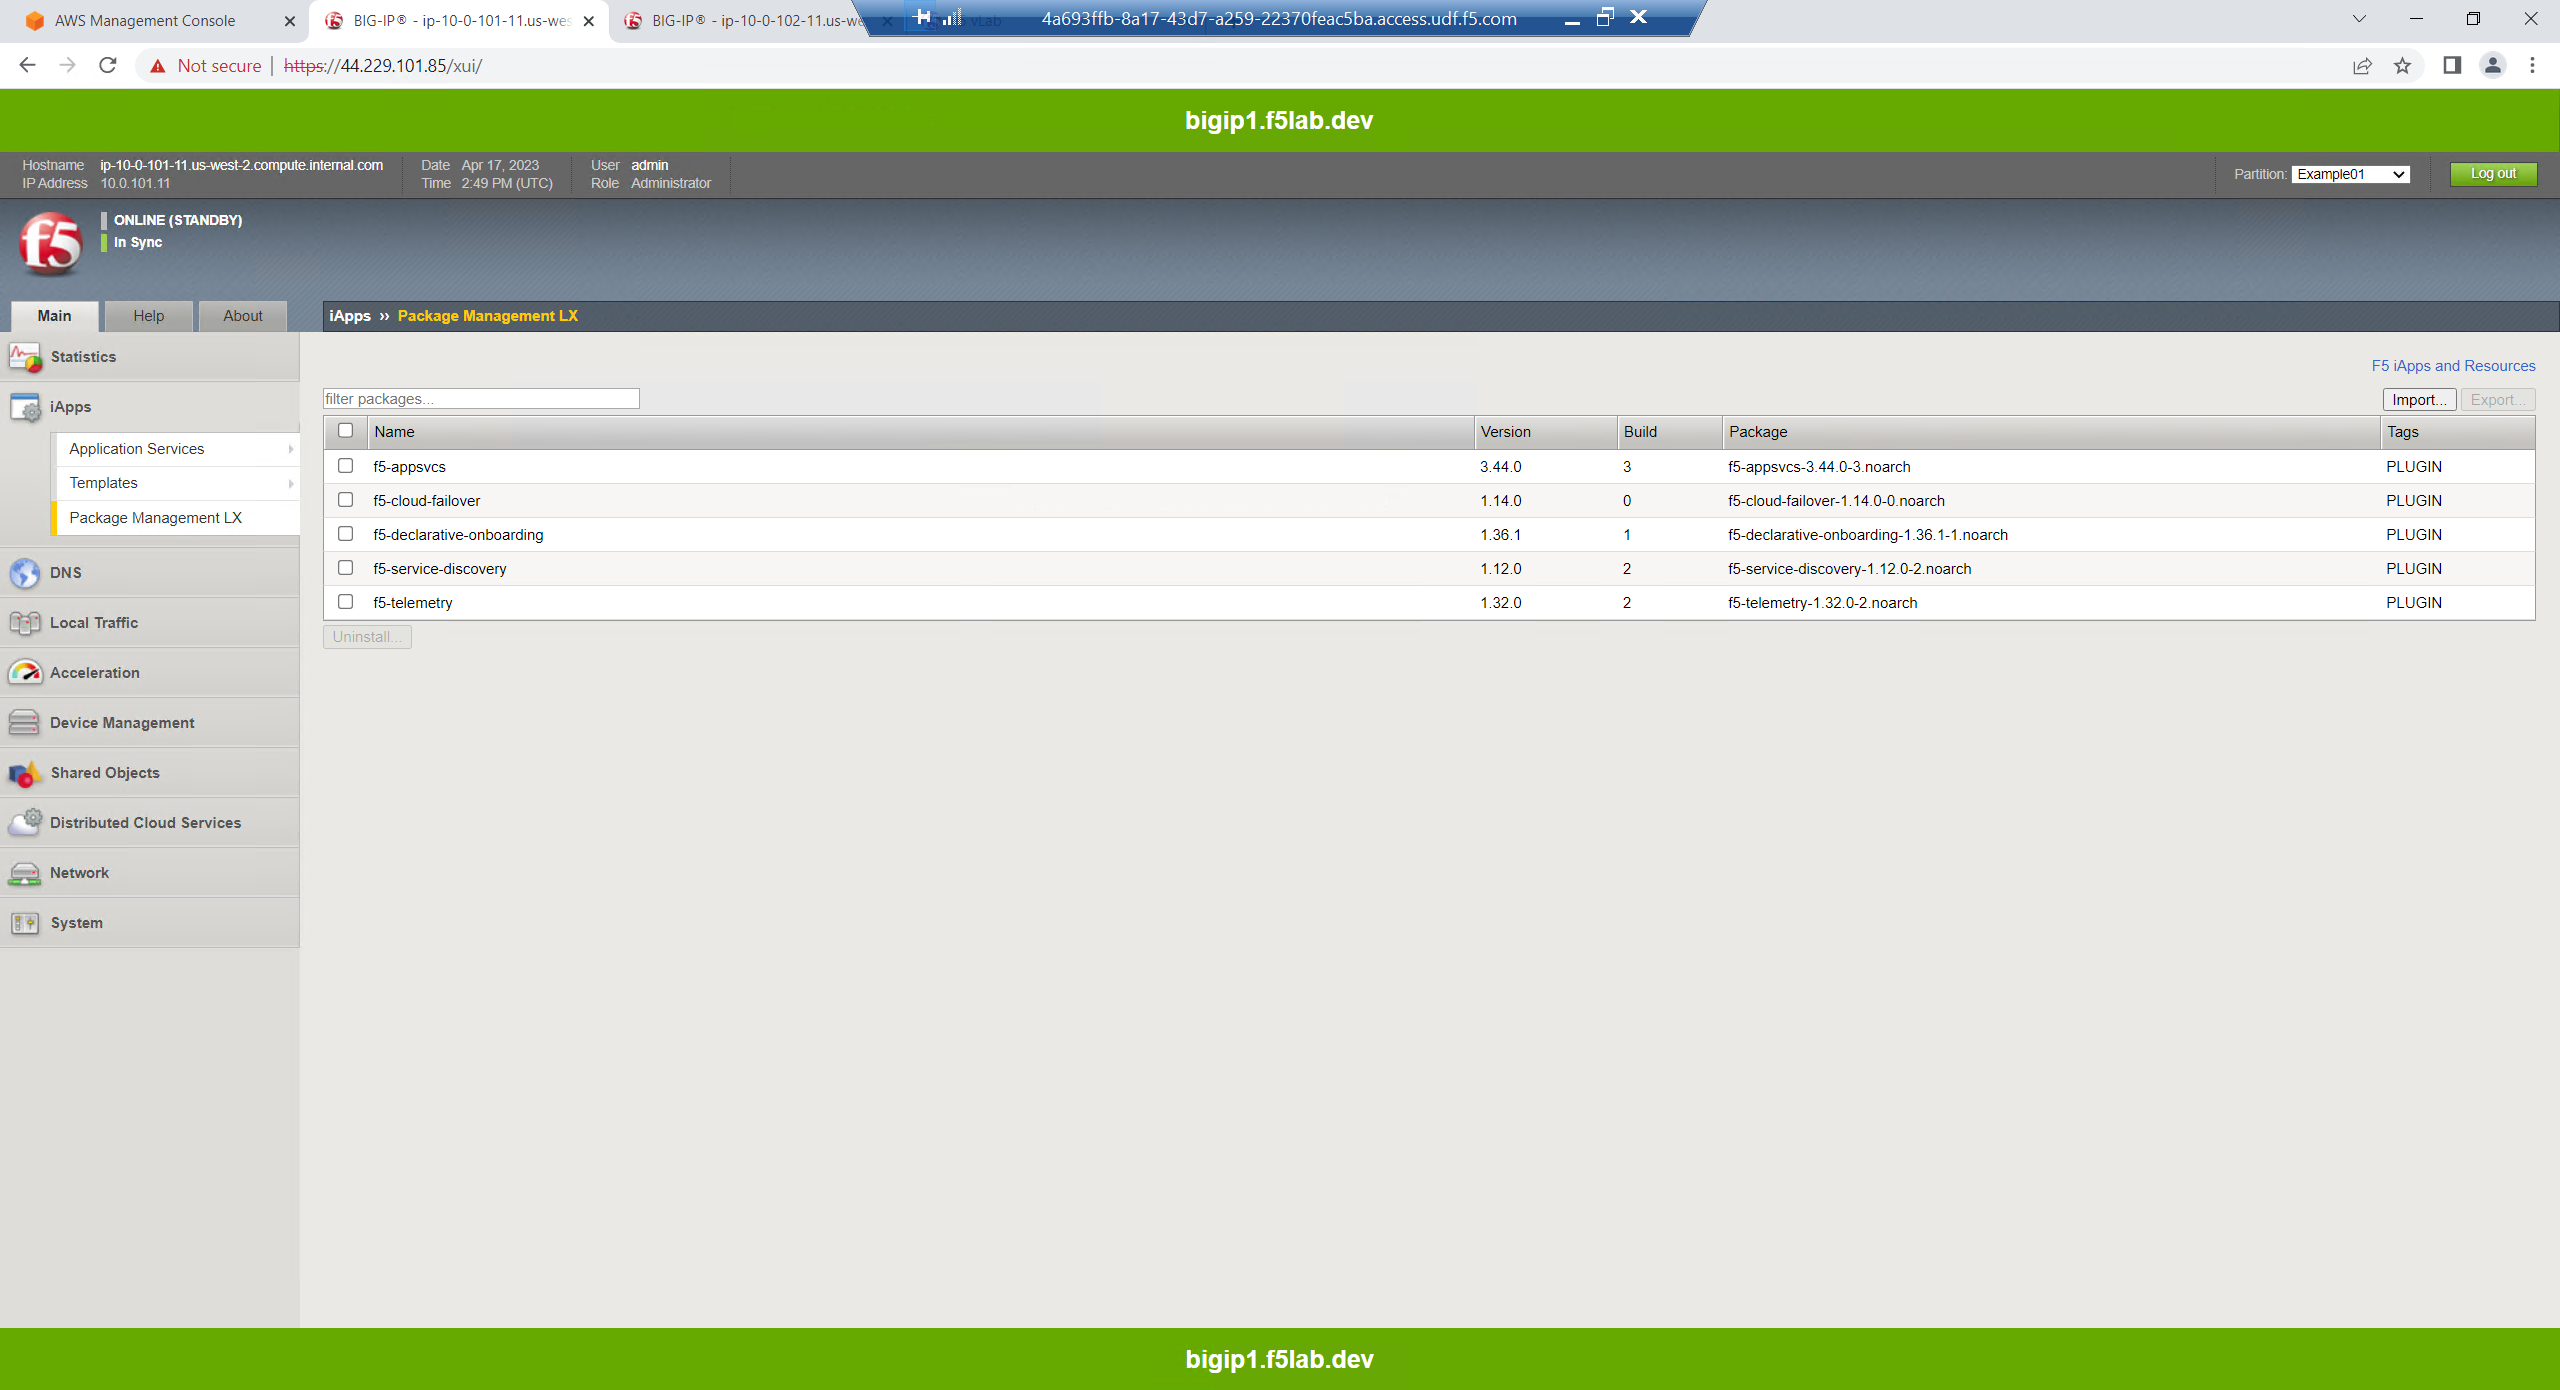 AWS Management Console
BIG-IP® - ip-10-0-101-11.us-wes
BIG-IP® - ip-10-0-102-11.us-we
vLab
4a693ffb-8a17-43d7-a259-22370feac5ba.access.udf.f5.com
Not secure | https://44.229.101.85/xui/
bigip1.f5lab.dev
Hostname ip-10-0-101-11.us-west-2.compute.internal.com Date Apr 17, 2023 User admin
IP Address 10.0.101.11 Time 2:49 PM (UTC) Role Administrator
Partition: Example01 Log out
f5
ONLINE (STANDBY)
In Sync
Main Help About
iApps ›› Package Management LX
Statistics
iApps
Application Services
Templates
Package Management LX
DNS
Local Traffic
Acceleration
Device Management
Shared Objects
Distributed Cloud Services
Network
System
F5 iApps and Resources
filter packages...
Import... Export...
Name Version Build Package Tags
f5-appsvcs 3.44.0 3 f5-appsvcs-3.44.0-3.noarch PLUGIN
f5-cloud-failover 1.14.0 0 f5-cloud-failover-1.14.0-0.noarch PLUGIN
f5-declarative-onboarding 1.36.1 1 f5-declarative-onboarding-1.36.1-1.noarch PLUGIN
f5-service-discovery 1.12.0 2 f5-service-discovery-1.12.0-2.noarch PLUGIN
f5-telemetry 1.32.0 2 f5-telemetry-1.32.0-2.noarch PLUGIN
Uninstall...
bigip1.f5lab.dev